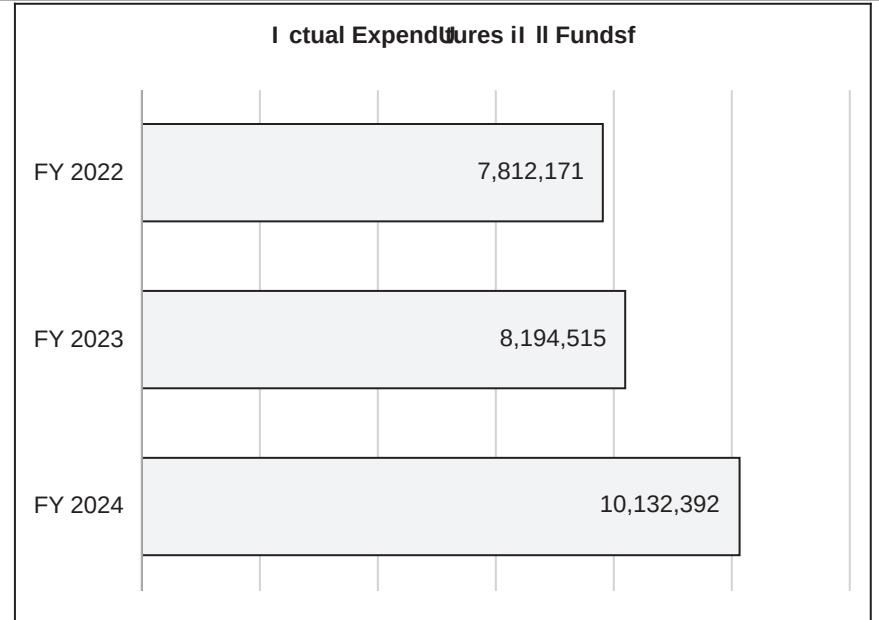 I ctual ExpendUtures iI ll Fundsf
FY 2022
7,812,171
FY 2023
8,194,515
FY 2024
10,132,392